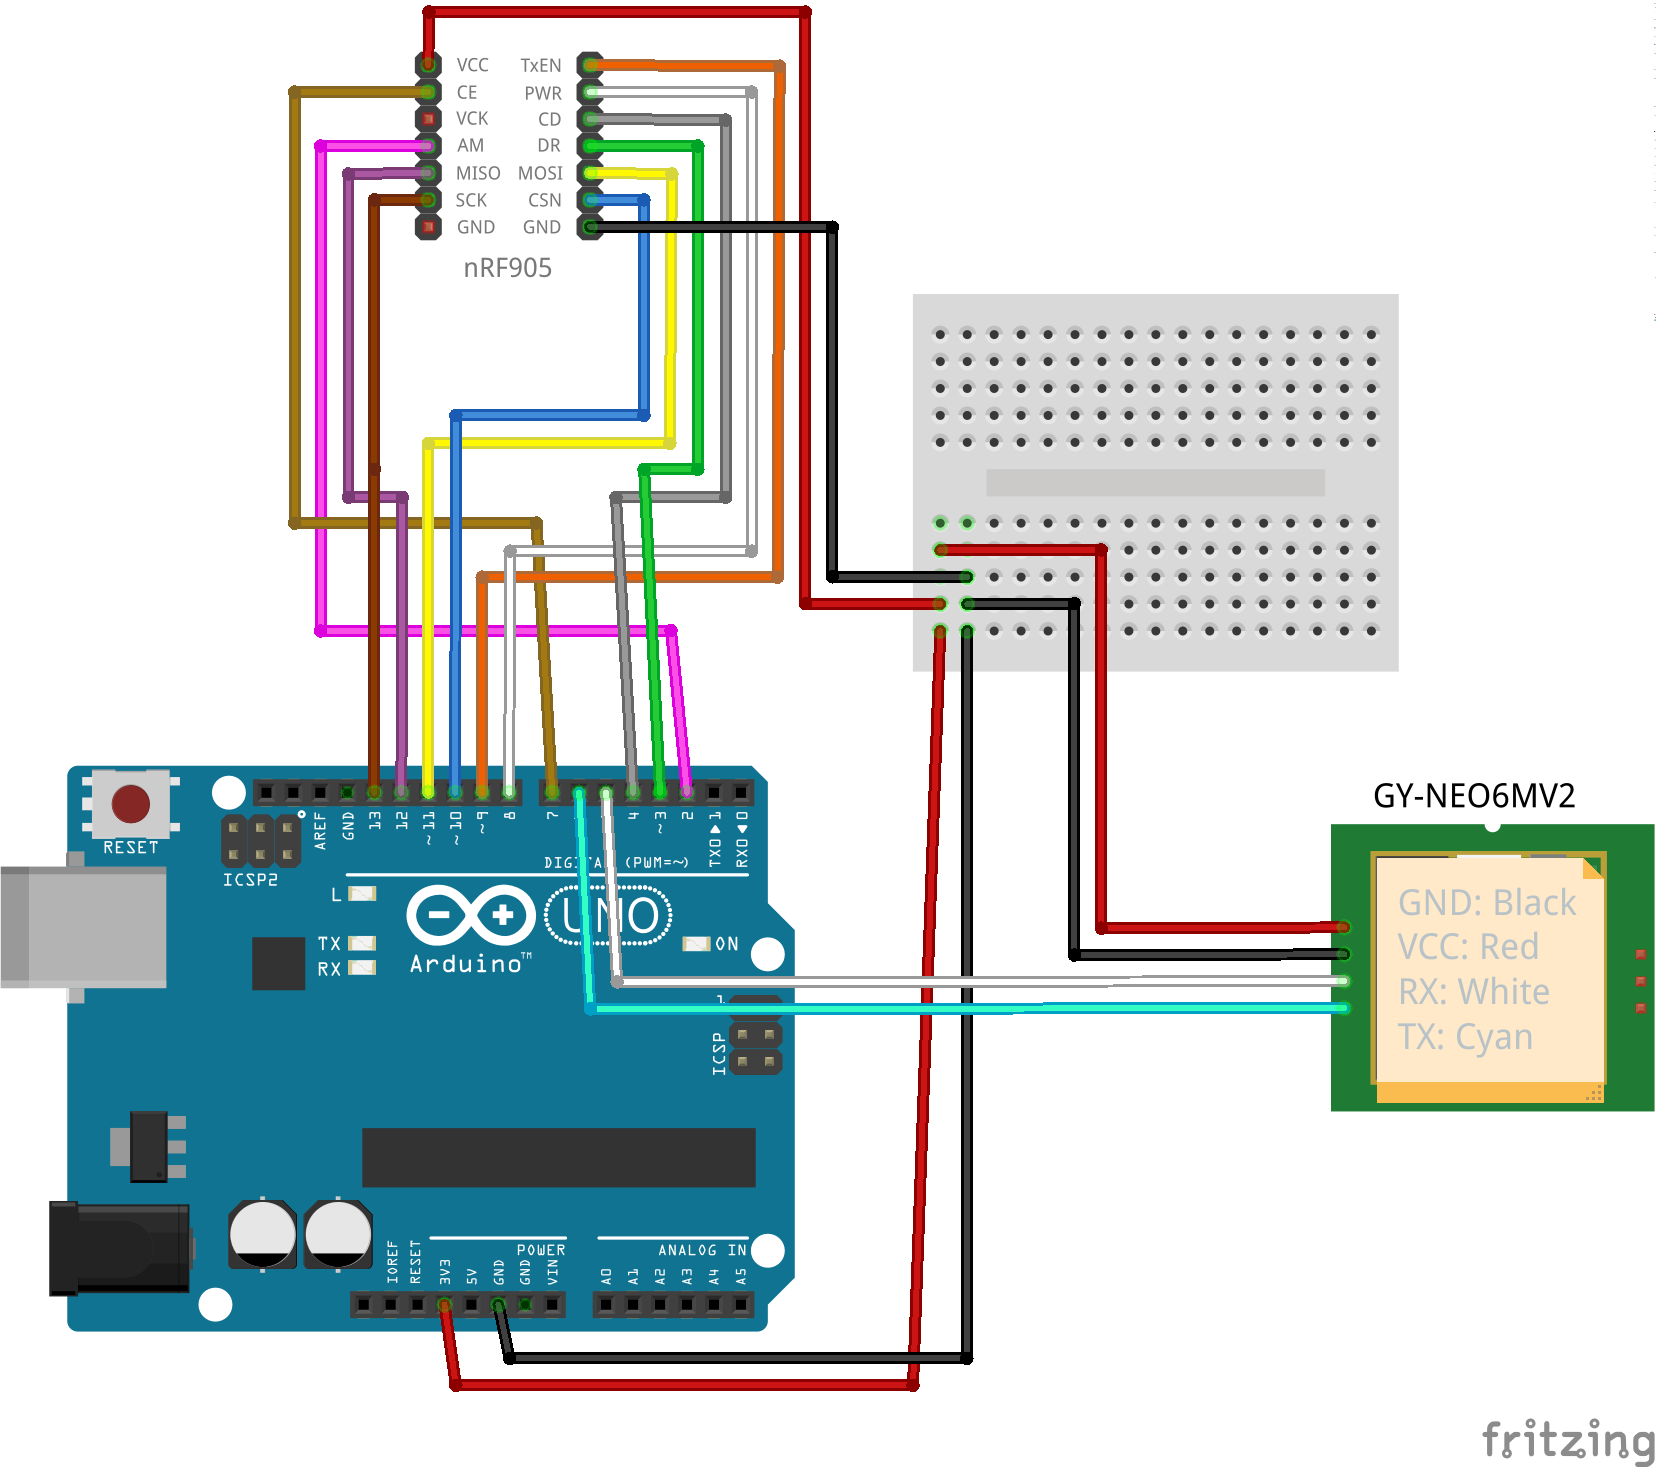 VCC TxEN
CE PWR
VCK CD
AM DR
MISO MOSI
SCK CSN
GND GND
nRF905
RESET
ICSP2
AREF
GND
13
12
~11
~10
~9
8
7
4
~3
2
TXD 1
RXD 0
DIGITAL (PWM=~)
L
TX
RX
UNO
Arduino™
ON
1
ICSP
GY-NEO6MV2
GND: Black
VCC: Red
RX: White
TX: Cyan
POWER
ANALOG IN
IOREF
RESET
3V3
5V
GND
GND
VIN
A0
A1
A2
A3
A4
A5
fritzing